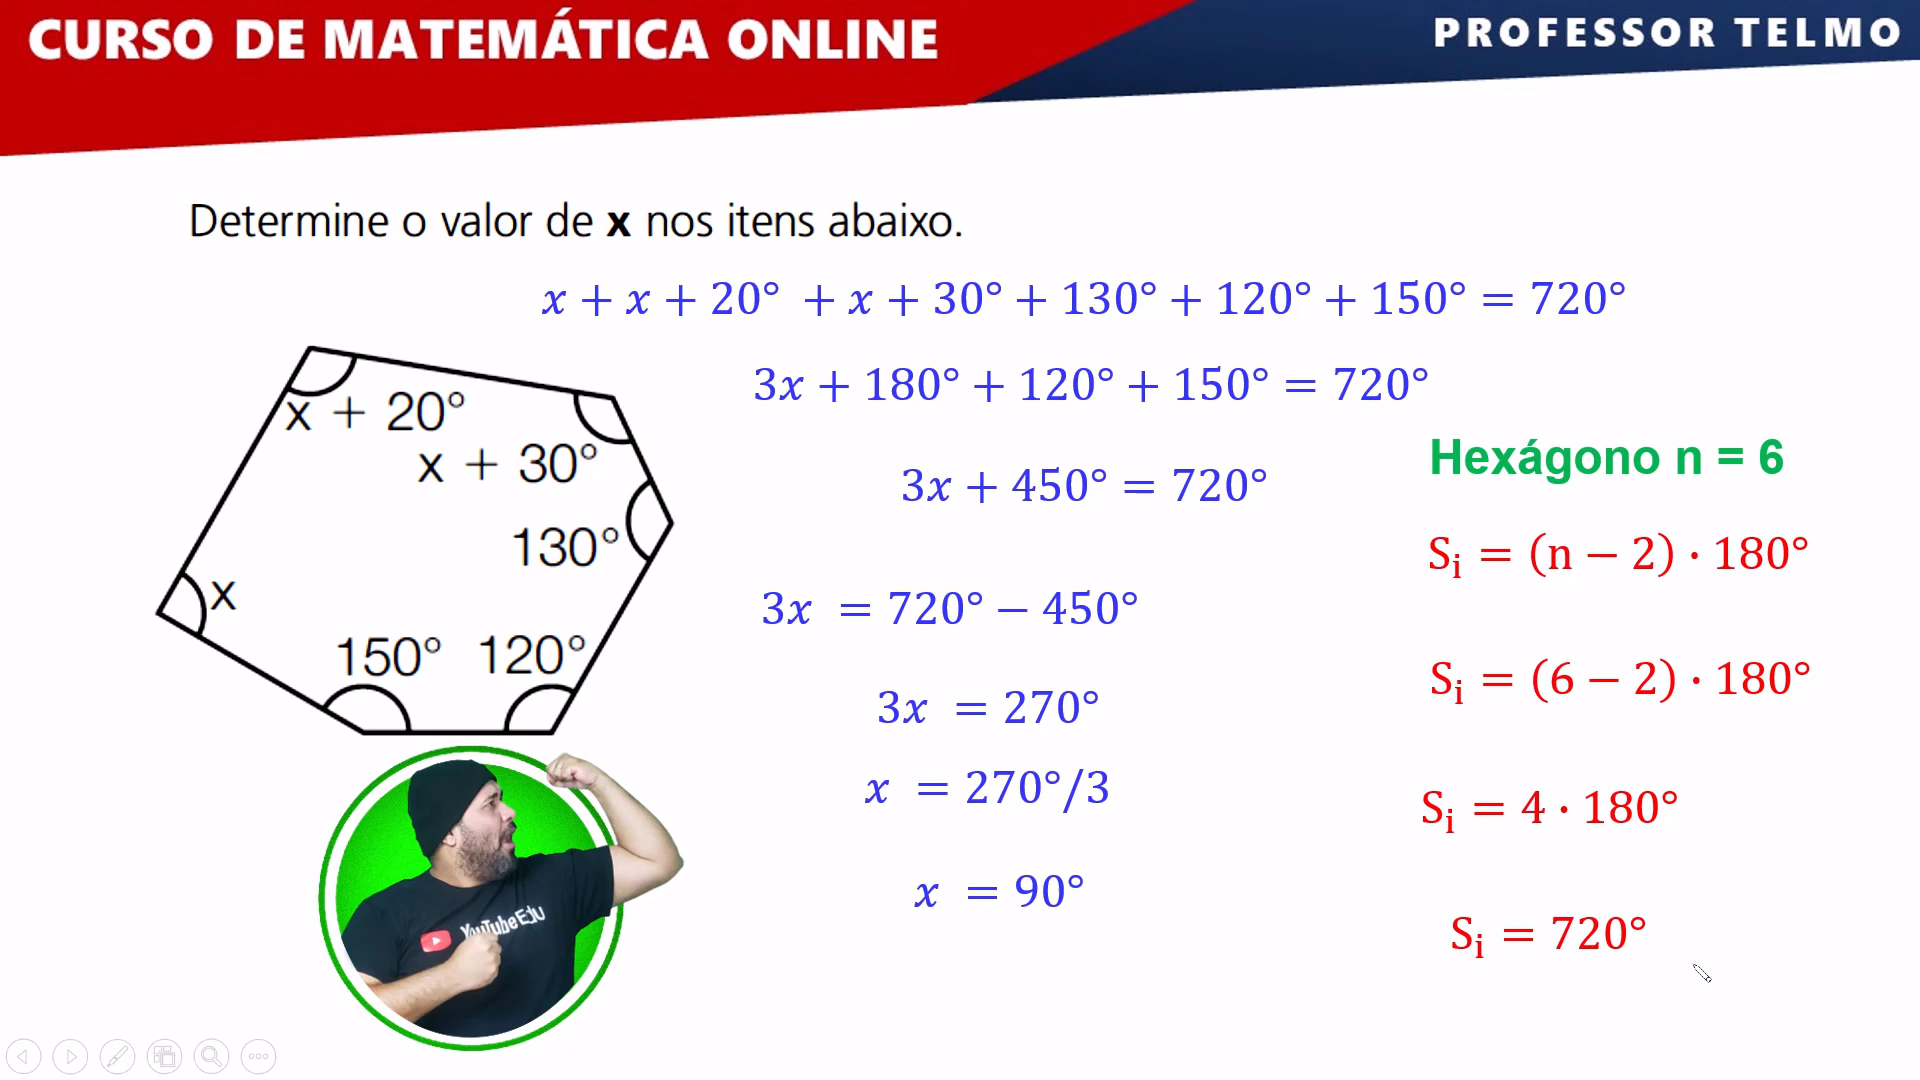 CURSO DE MATEMÁTICA ONLINE
PROFESSOR TELMO
Determine o valor de x nos itens abaixo.
x + x + 20° + x + 30° + 130° + 120° + 150° = 720°
3x + 180° + 120° + 150° = 720°
3x + 450° = 720°
3x = 720° − 450°
3x = 270°
x = 270°/3
x = 90°
x + 20°
x + 30°
130°
x
150° 120°
Hexágono n = 6
Sᵢ = (n − 2) · 180°
Sᵢ = (6 − 2) · 180°
Sᵢ = 4 · 180°
Sᵢ = 720°
YouTubeEdu